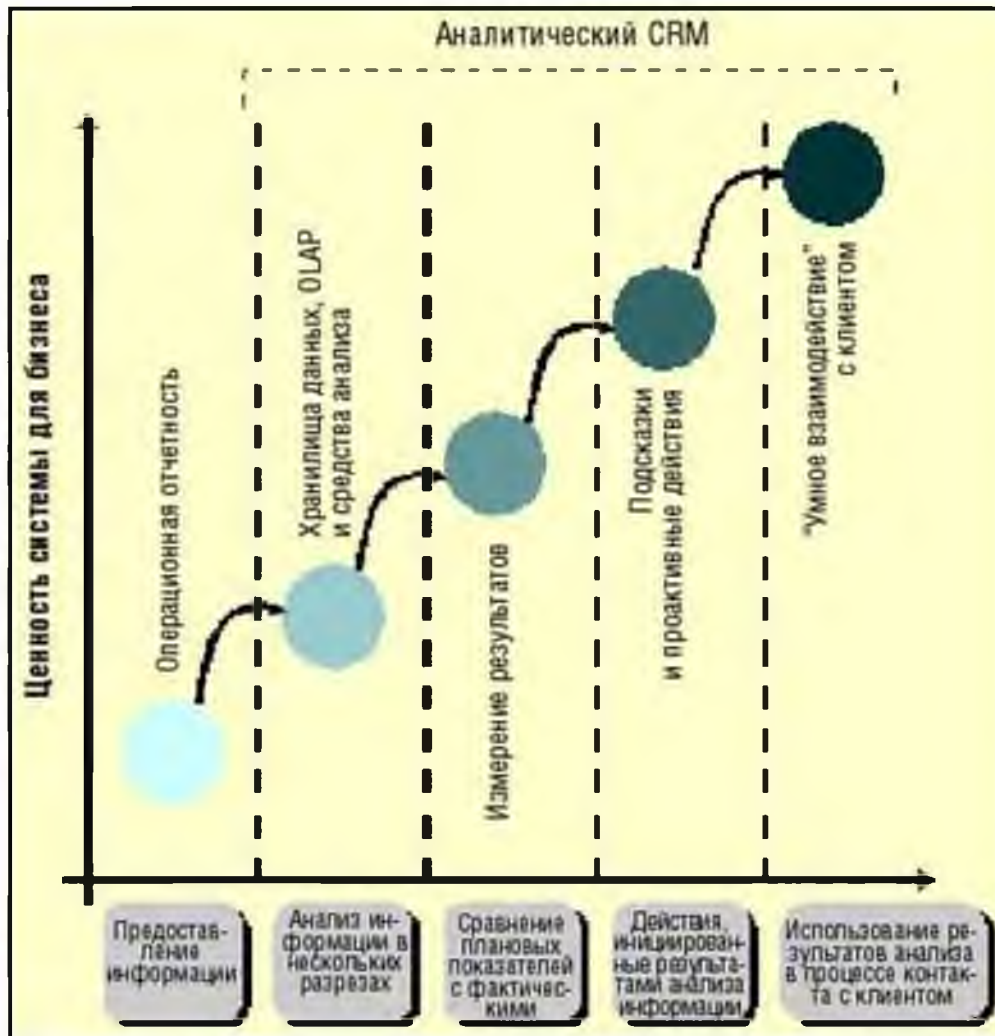 Аналитический CRM
Ценность системы для бизнеса
Операционная отчетность
Хранилища данных, OLAP
и средства анализа
Измерение результатов
Подсказки
и проактивные действия
"Умное взаимодействие"
с клиентом
Предостав-
ление
информации
Анализ ин-
формации в
нескольких
разрезах
Сравнение
плановых
показателей
с фактичес-
кими
Действия,
иницирован-
ные результа-
тами анализа
информации
Использование ре-
зультатов анализа
в процессе контак-
та с клиентом